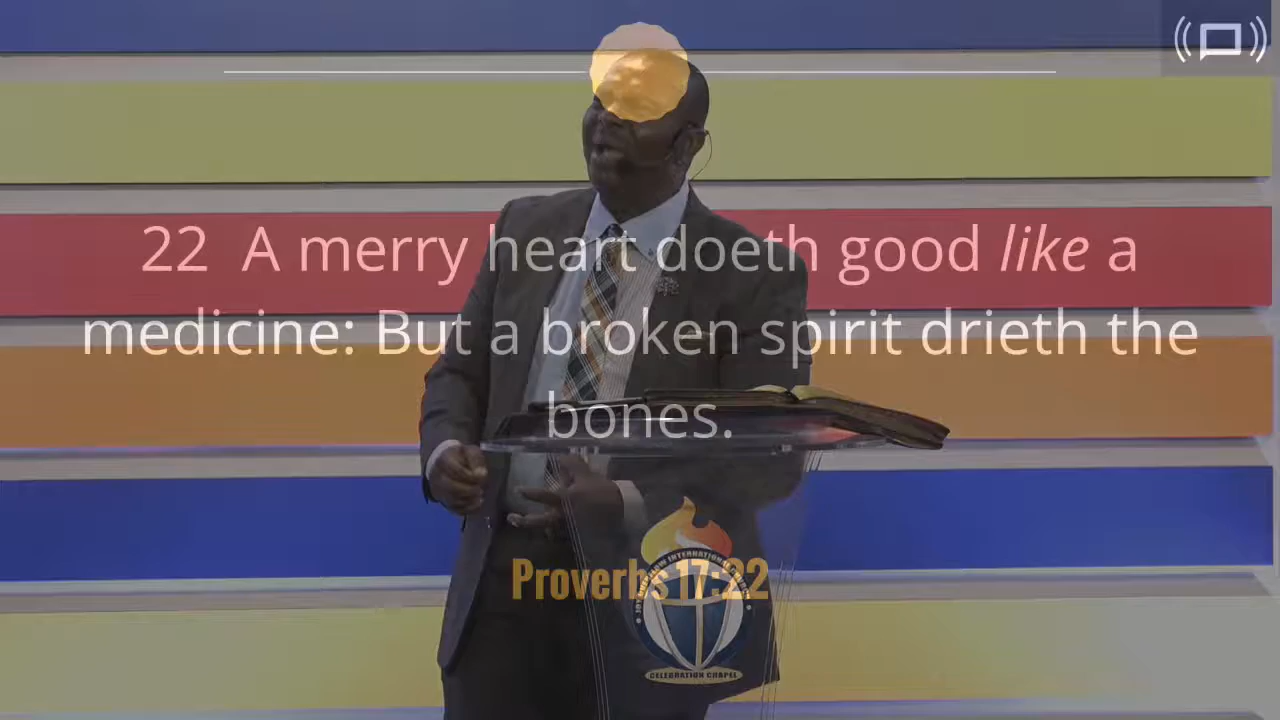 22 A merry heart doeth good like a
medicine: But a broken spirit drieth the
bones.
Proverbs 17:22
CELEBRATION CHAPEL